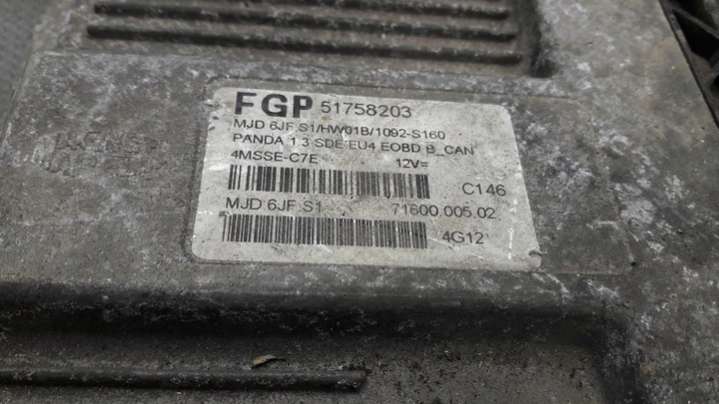 FGP 51758203
MJD 6JF.S1/HW01B/1092-S160
PANDA 1.3 SDE EU4 EOBD B_CAN
4MSSE-C7E 12V=
C146
MJD 6JF.S1 71600.005.02
4G12